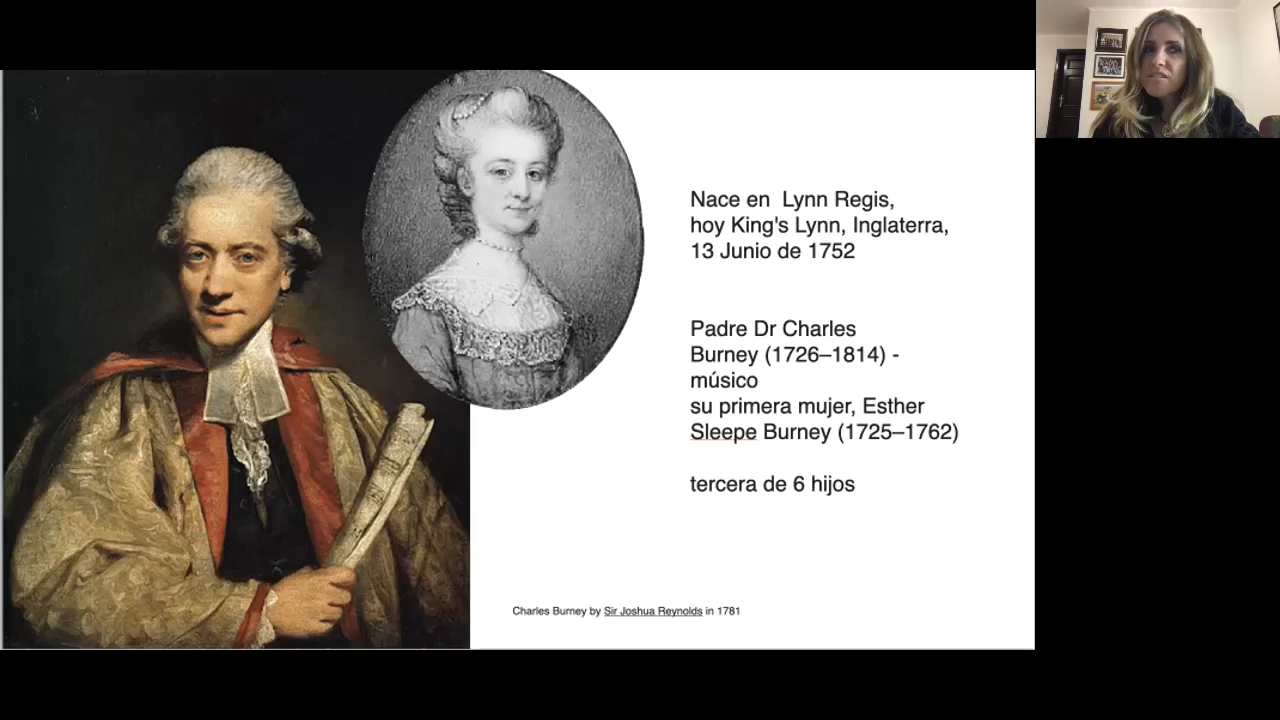 Nace en Lynn Regis,
hoy King's Lynn, Inglaterra,
13 Junio de 1752
Padre Dr Charles
Burney (1726–1814) -
músico
su primera mujer, Esther
Sleepe Burney (1725–1762)
tercera de 6 hijos
Charles Burney by Sir Joshua Reynolds in 1781